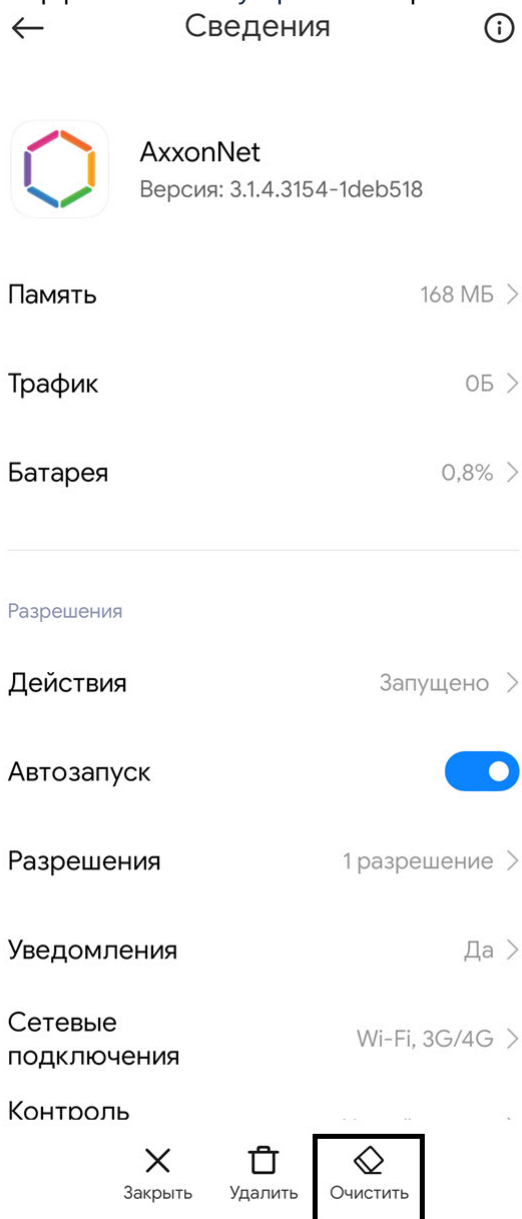 Сведения
AxxonNet
Версия: 3.1.4.3154-1deb518
Память 168 МБ
Трафик 0Б
Батарея 0,8%
Разрешения
Действия Запущено
Автозапуск
Разрешения 1 разрешение
Уведомления Да
Сетевые
подключения Wi-Fi, 3G/4G
Контроль
Закрыть Удалить Очистить